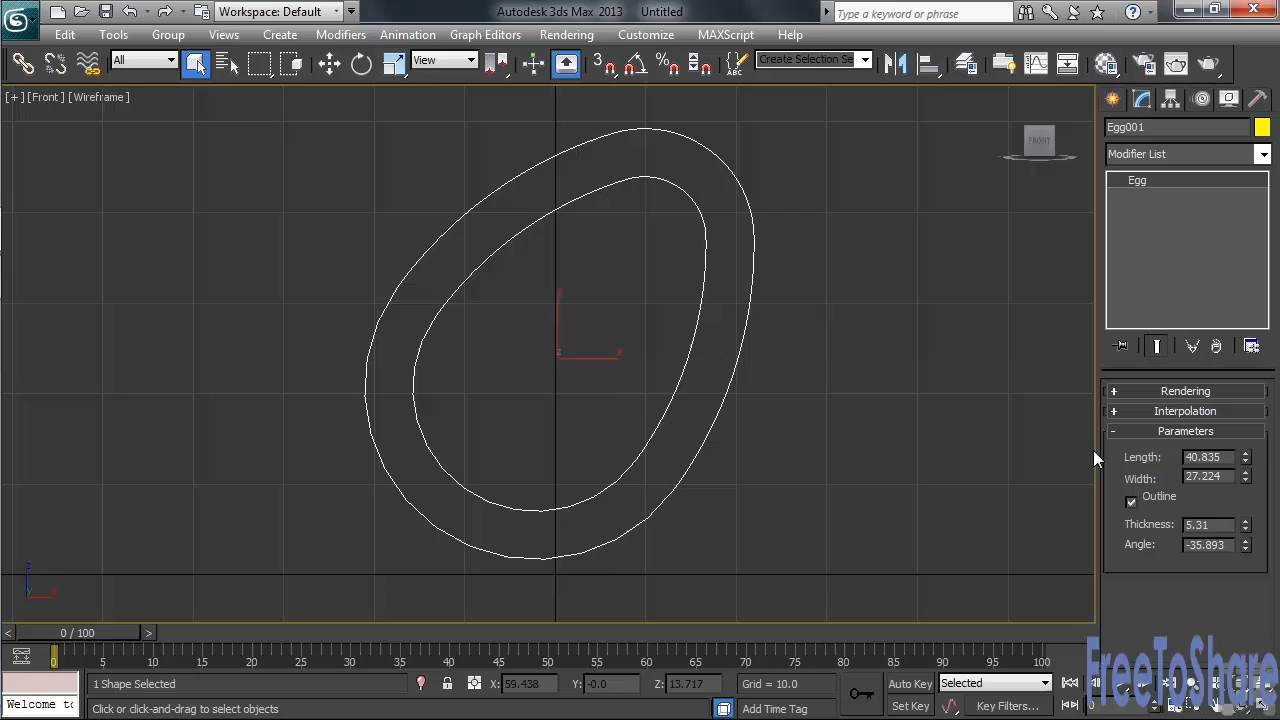 Workspace: Default
Autodesk 3ds Max 2013 Untitled
Type a keyword or phrase
Edit Tools Group Views Create Modifiers Animation Graph Editors Rendering Customize MAXScript Help
All
View
3
Create Selection Se
[+] [Front] [Wireframe]
FRONT
Egg001
Modifier List
Egg
+ Rendering
+ Interpolation
- Parameters
Length: 40.835
Width: 27.224
Outline
Thickness: 5.31
Angle: -35.893
z
x
y
< 0 / 100 >
0 5 10 15 20 25 30 35 40 45 50 55 60 65 70 75 80 85 90 95 100
1 Shape Selected
X: 59.438 Y: -0.0 Z: 13.717
Grid = 10.0
Auto Key
Selected
Welcome to
Click or click-and-drag to select objects
Add Time Tag
Set Key
Key Filters...
0
FreeToShare